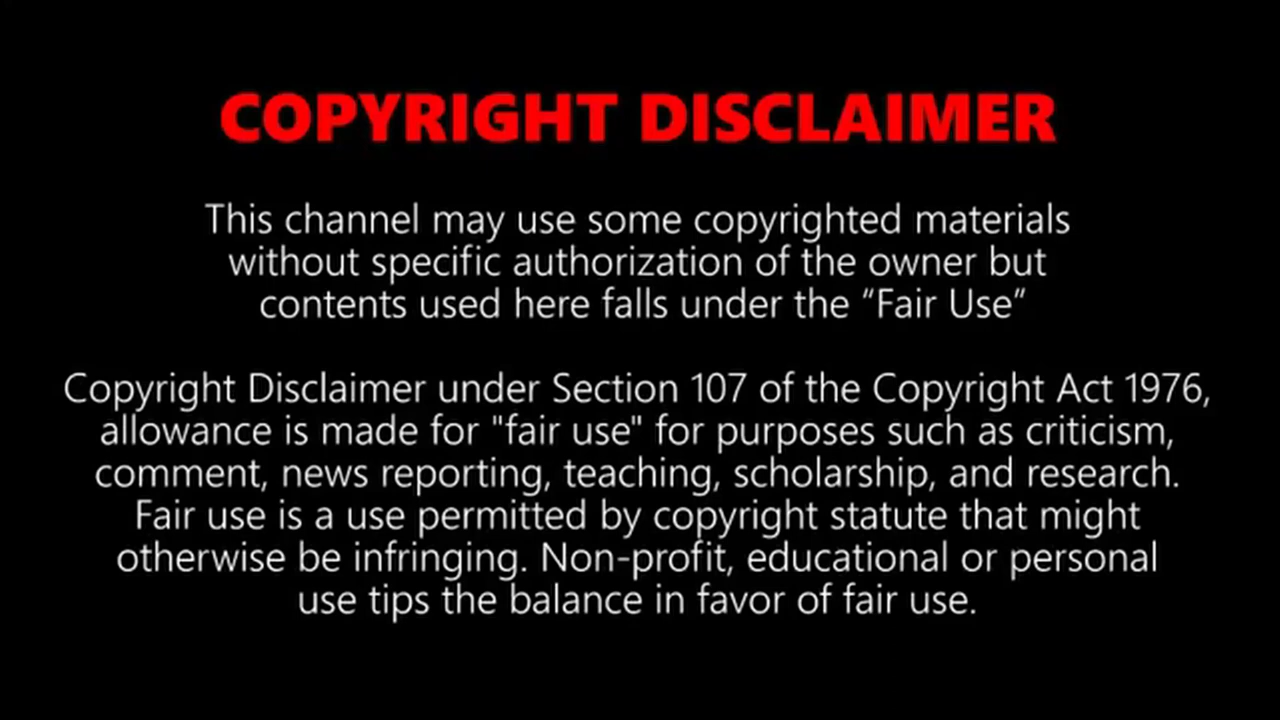 COPYRIGHT DISCLAIMER
This channel may use some copyrighted materials
without specific authorization of the owner but
contents used here falls under the “Fair Use”
Copyright Disclaimer under Section 107 of the Copyright Act 1976,
allowance is made for "fair use" for purposes such as criticism,
comment, news reporting, teaching, scholarship, and research.
Fair use is a use permitted by copyright statute that might
otherwise be infringing. Non-profit, educational or personal
use tips the balance in favor of fair use.